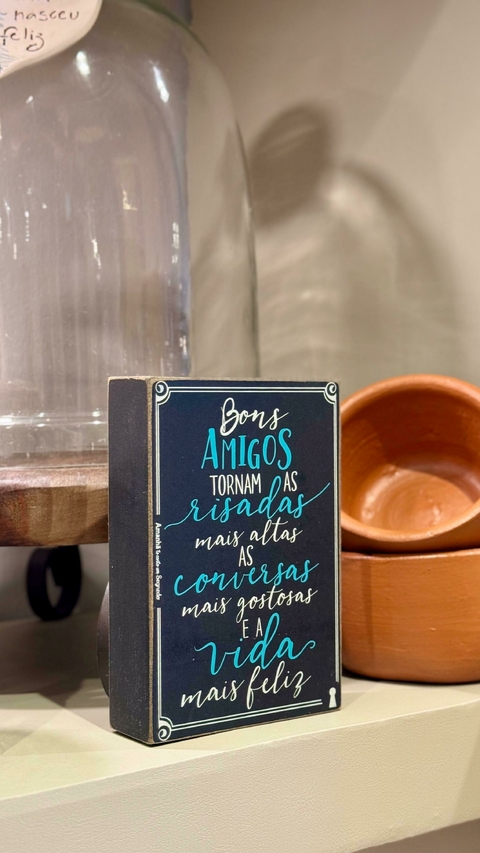 nasceu
feliz
Bons
AMIGOS
TORNAM AS
risadas
mais altas
AS
conversas
mais gostosas
E A
vida
mais feliz